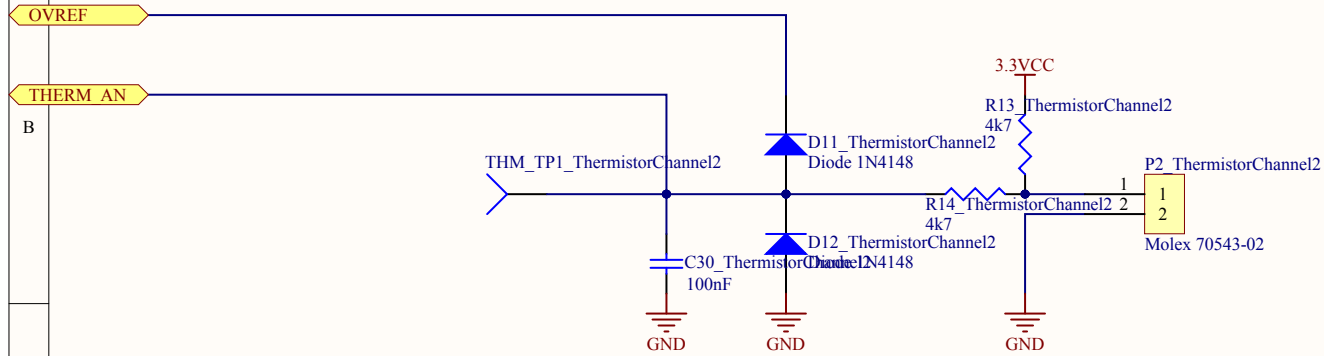 OVREF
THERM_AN
B
3.3VCC
R13_ThermistorChannel2
4k7
D11_ThermistorChannel2
Diode 1N4148
THM_TP1_ThermistorChannel2
P2_ThermistorChannel2
1
1
2
2
R14_ThermistorChannel2
4k7
Molex 70543-02
D12_ThermistorChannel2
Diode 1N4148
C30_ThermistorChannel2
100nF
GND
GND
GND